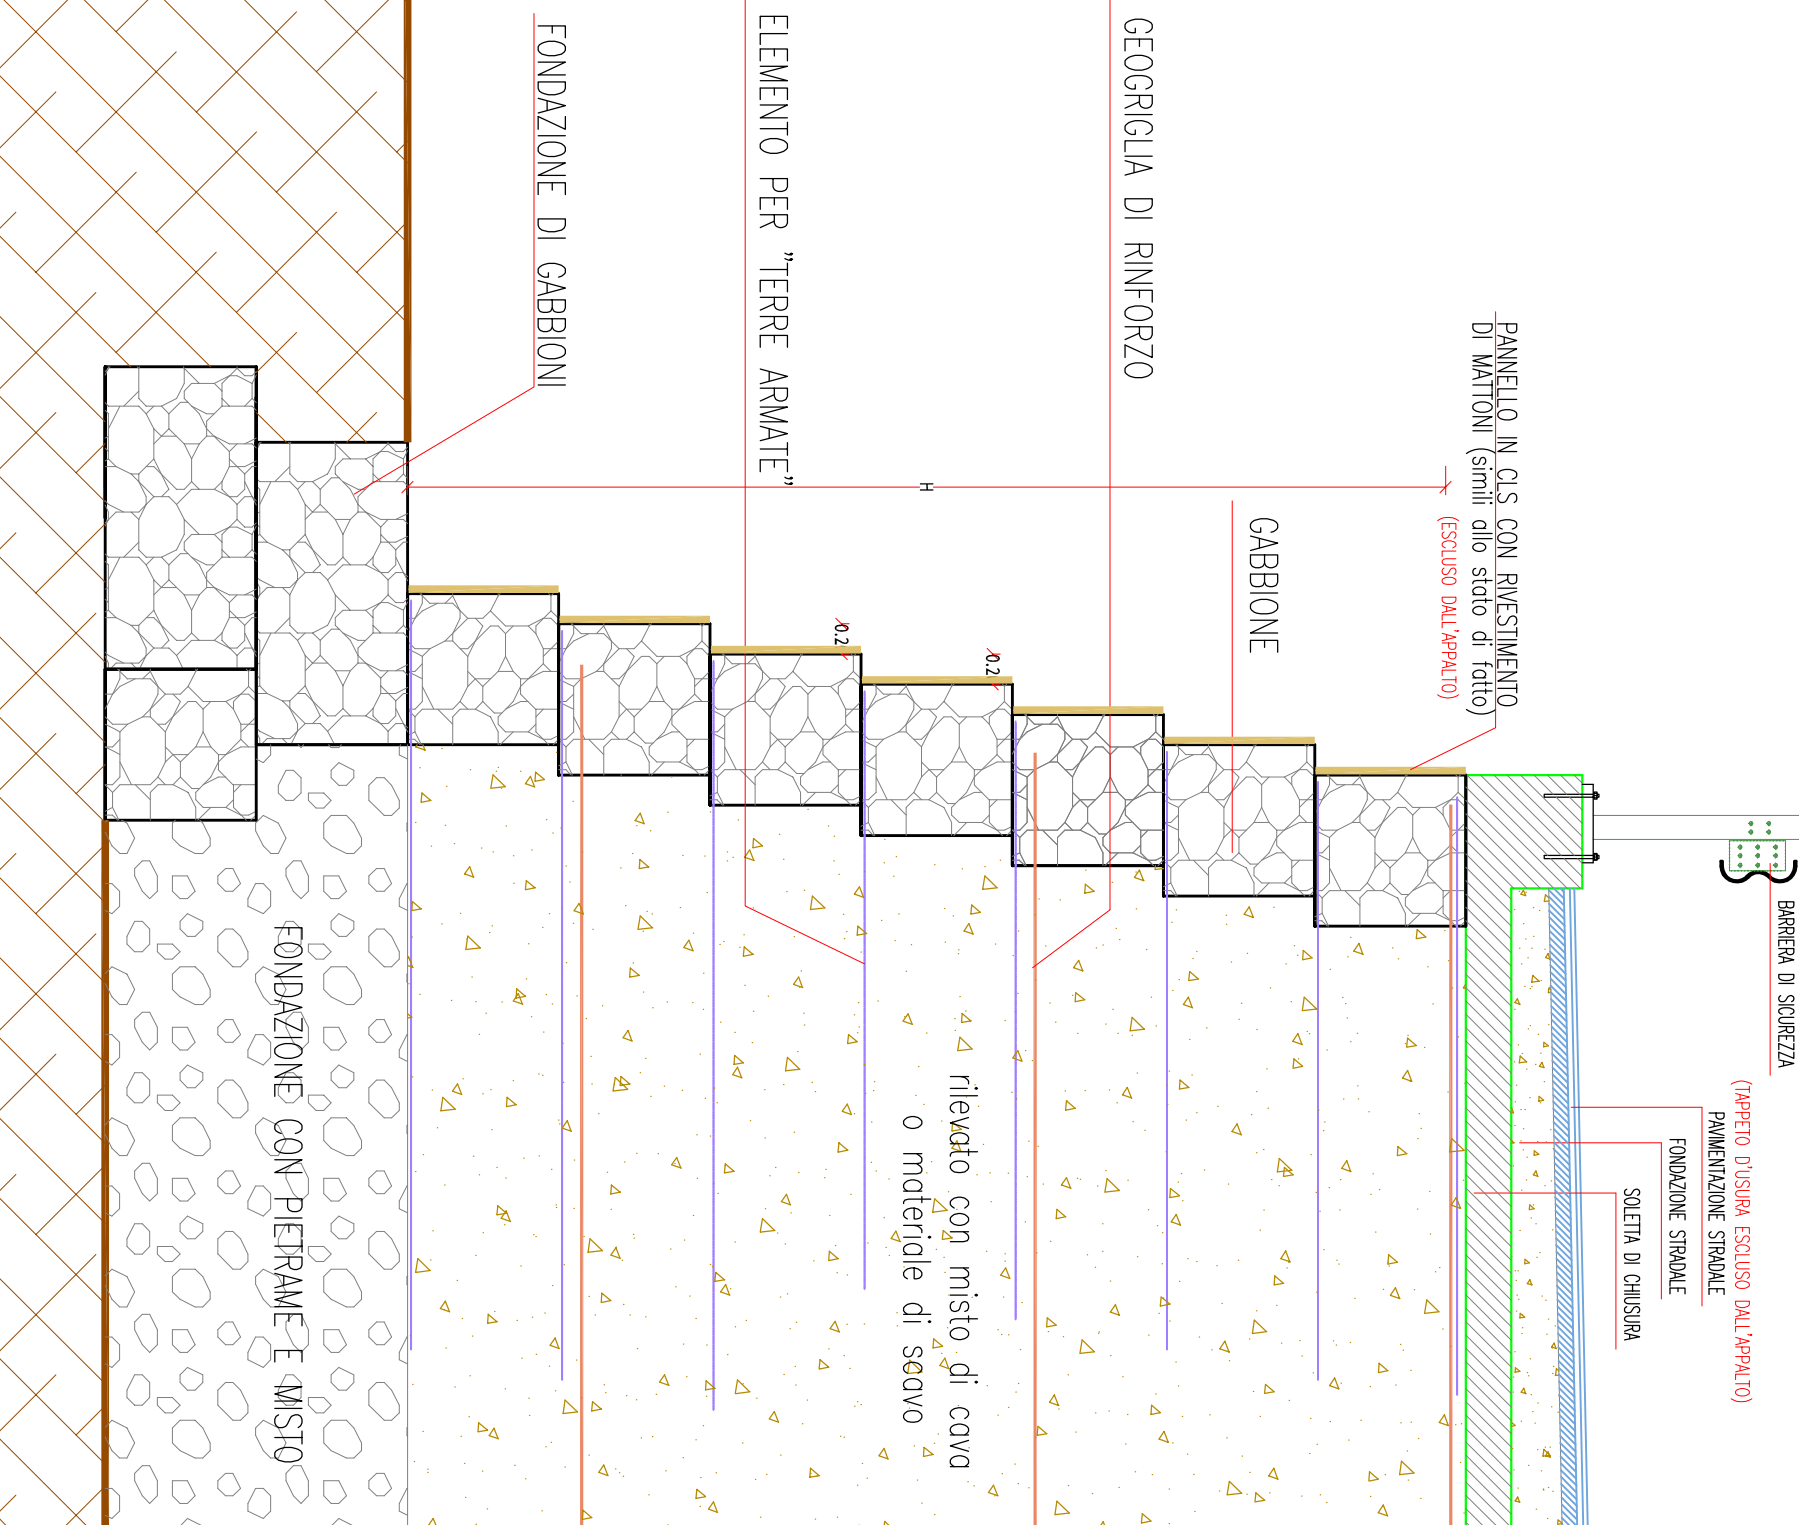 BARRIERA DI SICUREZZA
(TAPPETO D'USURA ESCLUSO DALL'APPALTO)
PAVIMENTAZIONE STRADALE
FONDAZIONE STRADALE
SOLETTA DI CHIUSURA
PANNELLO IN CLS CON RIVESTIMENTO
DI MATTONI (simili allo stato di fatto)
(ESCLUSO DALL'APPALTO)
GABBIONE
GEOGRIGLIA DI RINFORZO
0.2
H
rilevato con misto di cava
o materiale di scavo
0.2
ELEMENTO PER "TERRE ARMATE"
FONDAZIONE DI GABBIONI
FONDAZIONE CON PIETRAME E MISTO